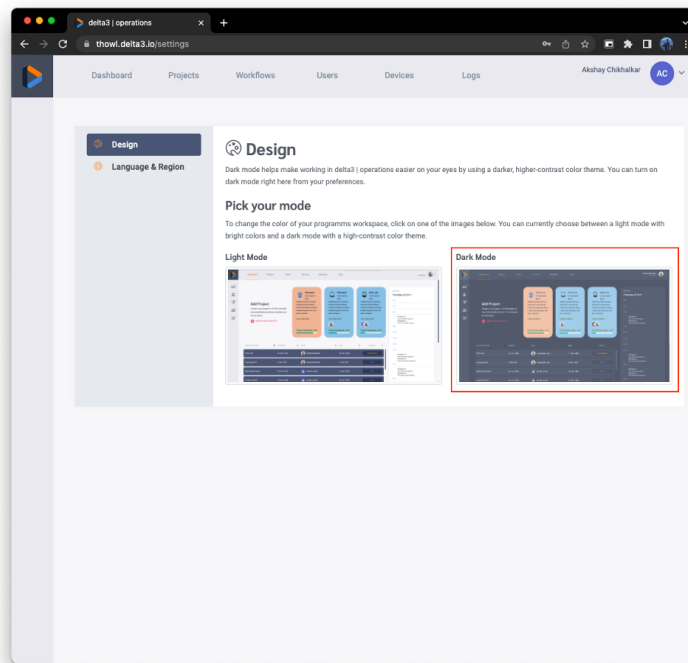 delta3 | operations
thowl.delta3.io/settings
Dashboard Projects Workflows Users Devices Logs
Akshay Chikhalkar AC
Design
Language & Region
Design
Dark mode helps make working in delta3 | operations easier on your eyes by using a darker, higher-contrast color theme. You can turn on
dark mode right here from your preferences.
Pick your mode
To change the color of your programms workspace, click on one of the images below. You can currently choose between a light mode with
bright colors and a dark mode with a high-contrast color theme.
Light Mode Dark Mode
Add Project
Add Project